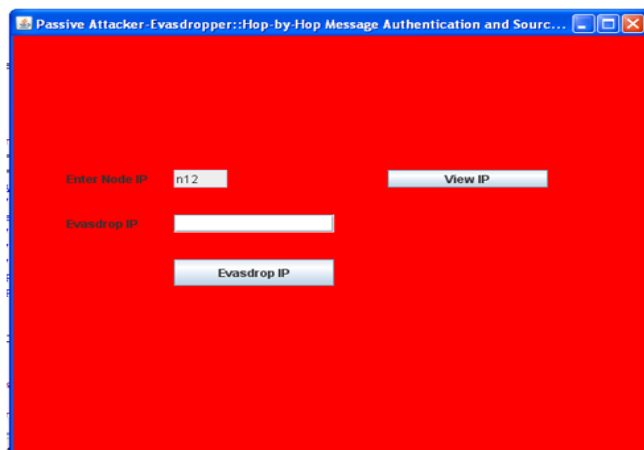 Passive Attacker-Evasdropper::Hop-by-Hop Message Authentication and Sourc...
Enter Node IP n12 View IP
Evasdrop IP
Evasdrop IP